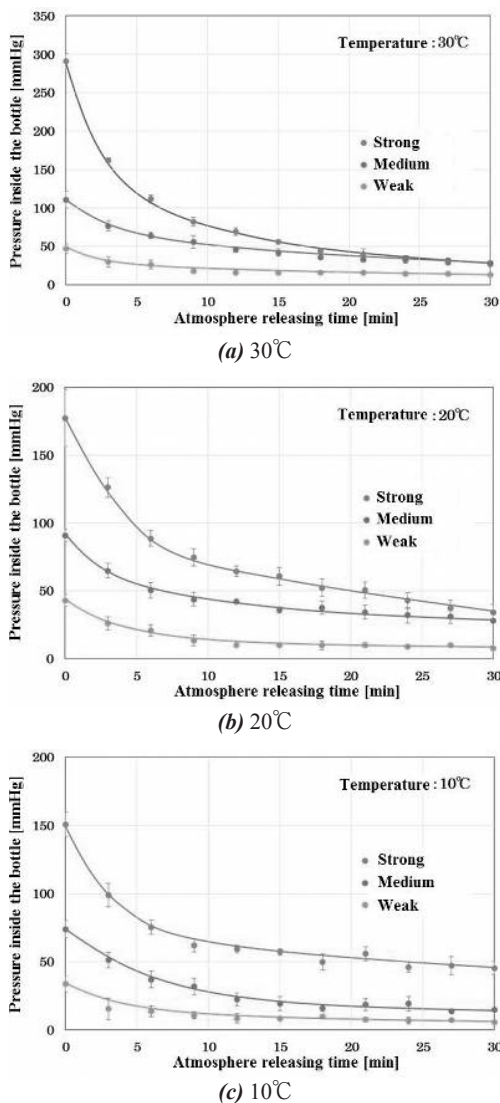 350
300
250
200
150
100
50
0
0 5 10 15 20 25 30
Pressure inside the bottle [mmHg]
Temperature : 30℃
Strong
Medium
Weak
Atmosphere releasing time [min]
(a) 30℃
200
150
100
50
0
0 5 10 15 20 25 30
Pressure inside the bottle [mmHg]
Temperature : 20℃
Strong
Medium
Weak
Atmosphere releasing time [min]
(b) 20℃
200
150
100
50
0
0 5 10 15 20 25 30
Pressure inside the bottle [mmHg]
Temperature : 10℃
Strong
Medium
Weak
Atmosphere releasing time [min]
(c) 10℃